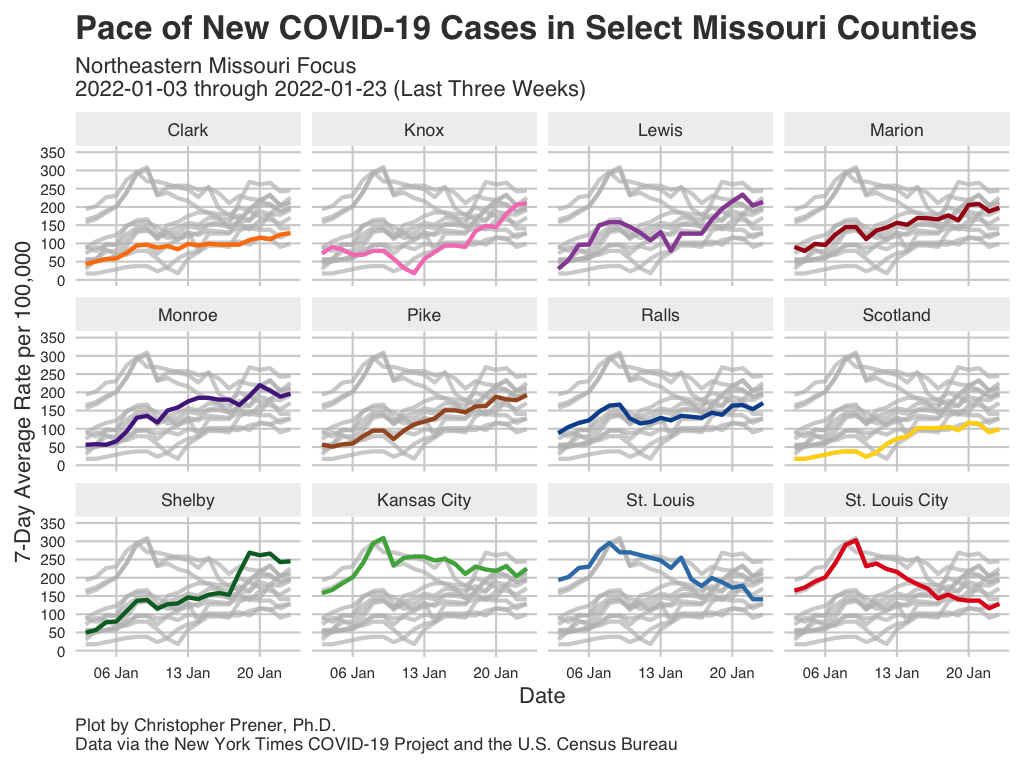 Pace of New COVID-19 Cases in Select Missouri Counties
Northeastern Missouri Focus
2022-01-03 through 2022-01-23 (Last Three Weeks)
7-Day Average Rate per 100,000
Clark Knox Lewis Marion
350
300
250
200
150
100
50
0
Monroe Pike Ralls Scotland
350
300
250
200
150
100
50
0
Shelby Kansas City St. Louis St. Louis City
350
300
250
200
150
100
50
0
06 Jan 13 Jan 20 Jan 06 Jan 13 Jan 20 Jan 06 Jan 13 Jan 20 Jan 06 Jan 13 Jan 20 Jan
Date
Plot by Christopher Prener, Ph.D.
Data via the New York Times COVID-19 Project and the U.S. Census Bureau